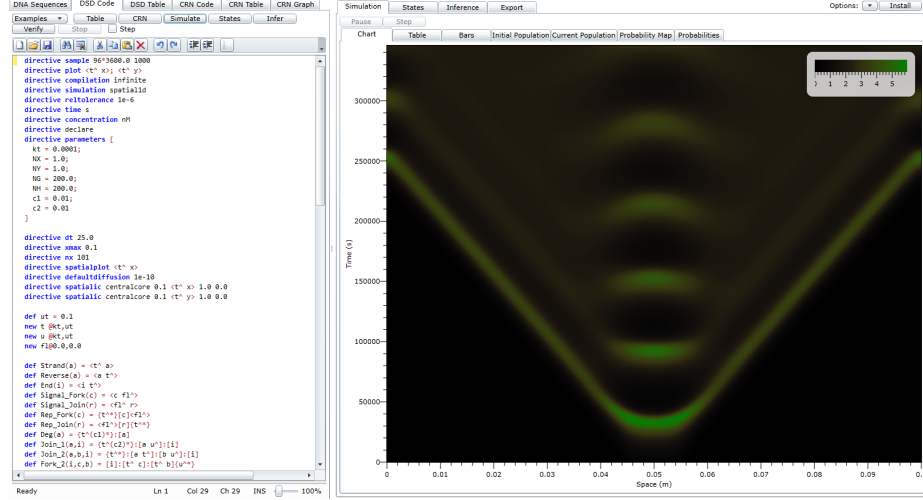 DNA Sequences DSD Code DSD Table CRN Code CRN Table CRN Graph
Examples Table CRN Simulate States Infer
Verify Stop Step
directive sample 96*3600.0 1000
directive plot <t^ x>; <t^ y>
directive compilation infinite
directive simulation spatial1d
directive reltolerance 1e-6
directive time s
directive concentration nM
directive declare
directive parameters [
kt = 0.0001;
NX = 1.0;
NY = 1.0;
NG = 200.0;
NH = 200.0;
c1 = 0.01;
c2 = 0.01
]
directive dt 25.0
directive xmax 0.1
directive nx 101
directive spatialplot <t^ x>
directive defaultdiffusion 1e-10
directive spatialic centralcore 0.1 <t^ x> 1.0 0.0
directive spatialic centralcore 0.1 <t^ y> 1.0 0.0
def ut = 0.1
new t @kt,ut
new u @kt,ut
new fl@0.0,0.0
def Strand(a) = <t^ a>
def Reverse(a) = <a t^>
def End(i) = <i t^>
def Signal_Fork(c) = <c fl^>
def Signal_Join(r) = <fl^ r>
def Rep_Fork(c) = {t^*}[c]<fl^>
def Rep_Join(r) = <fl^>[r]{t^*}
def Deg(a) = {t^(c1)*}:[a]
def Join_1(a,i) = {t^(c2)*}:[a u^]:[i]
def Join_2(a,b,i) = {t^*}:[a t^]:[b u^]:[i]
def Fork_2(i,c,b) = [i]:[t^ c]:[t^ b]{u^*}
Ready Ln 1 Col 29 Ch 29 INS 100%
Simulation States Inference Export Options: Install
Pause Step
Chart Table Bars Initial Population Current Population Probability Map Probabilities
1 2 3 4 5
300000
250000
200000
150000
100000
50000
0
Time (s)
0 0.01 0.02 0.03 0.04 0.05 0.06 0.07 0.08 0.09
Space (m)